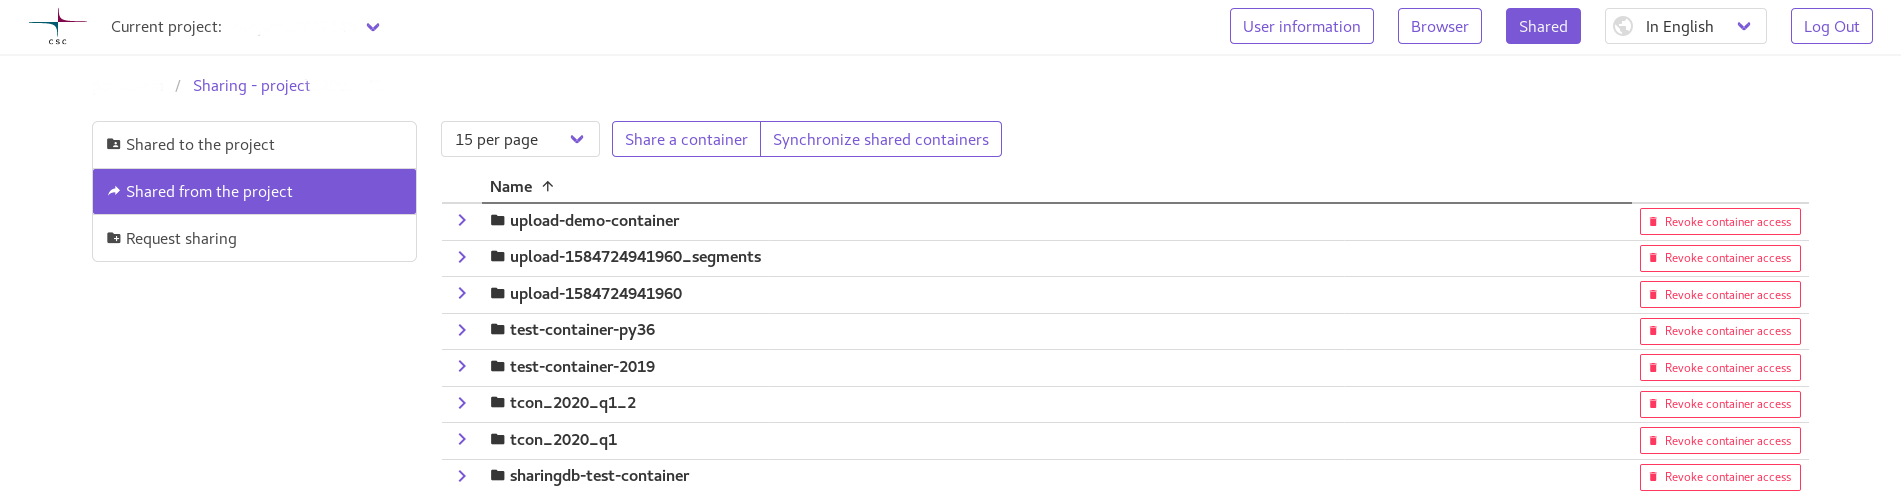 csc
Current project:
User information
Browser
Shared
In English
Log Out
/ Sharing - project
Shared to the project
Shared from the project
Request sharing
15 per page
Share a container
Synchronize shared containers
Name
upload-demo-container
Revoke container access
upload-1584724941960_segments
Revoke container access
upload-1584724941960
Revoke container access
test-container-py36
Revoke container access
test-container-2019
Revoke container access
tcon_2020_q1_2
Revoke container access
tcon_2020_q1
Revoke container access
sharingdb-test-container
Revoke container access